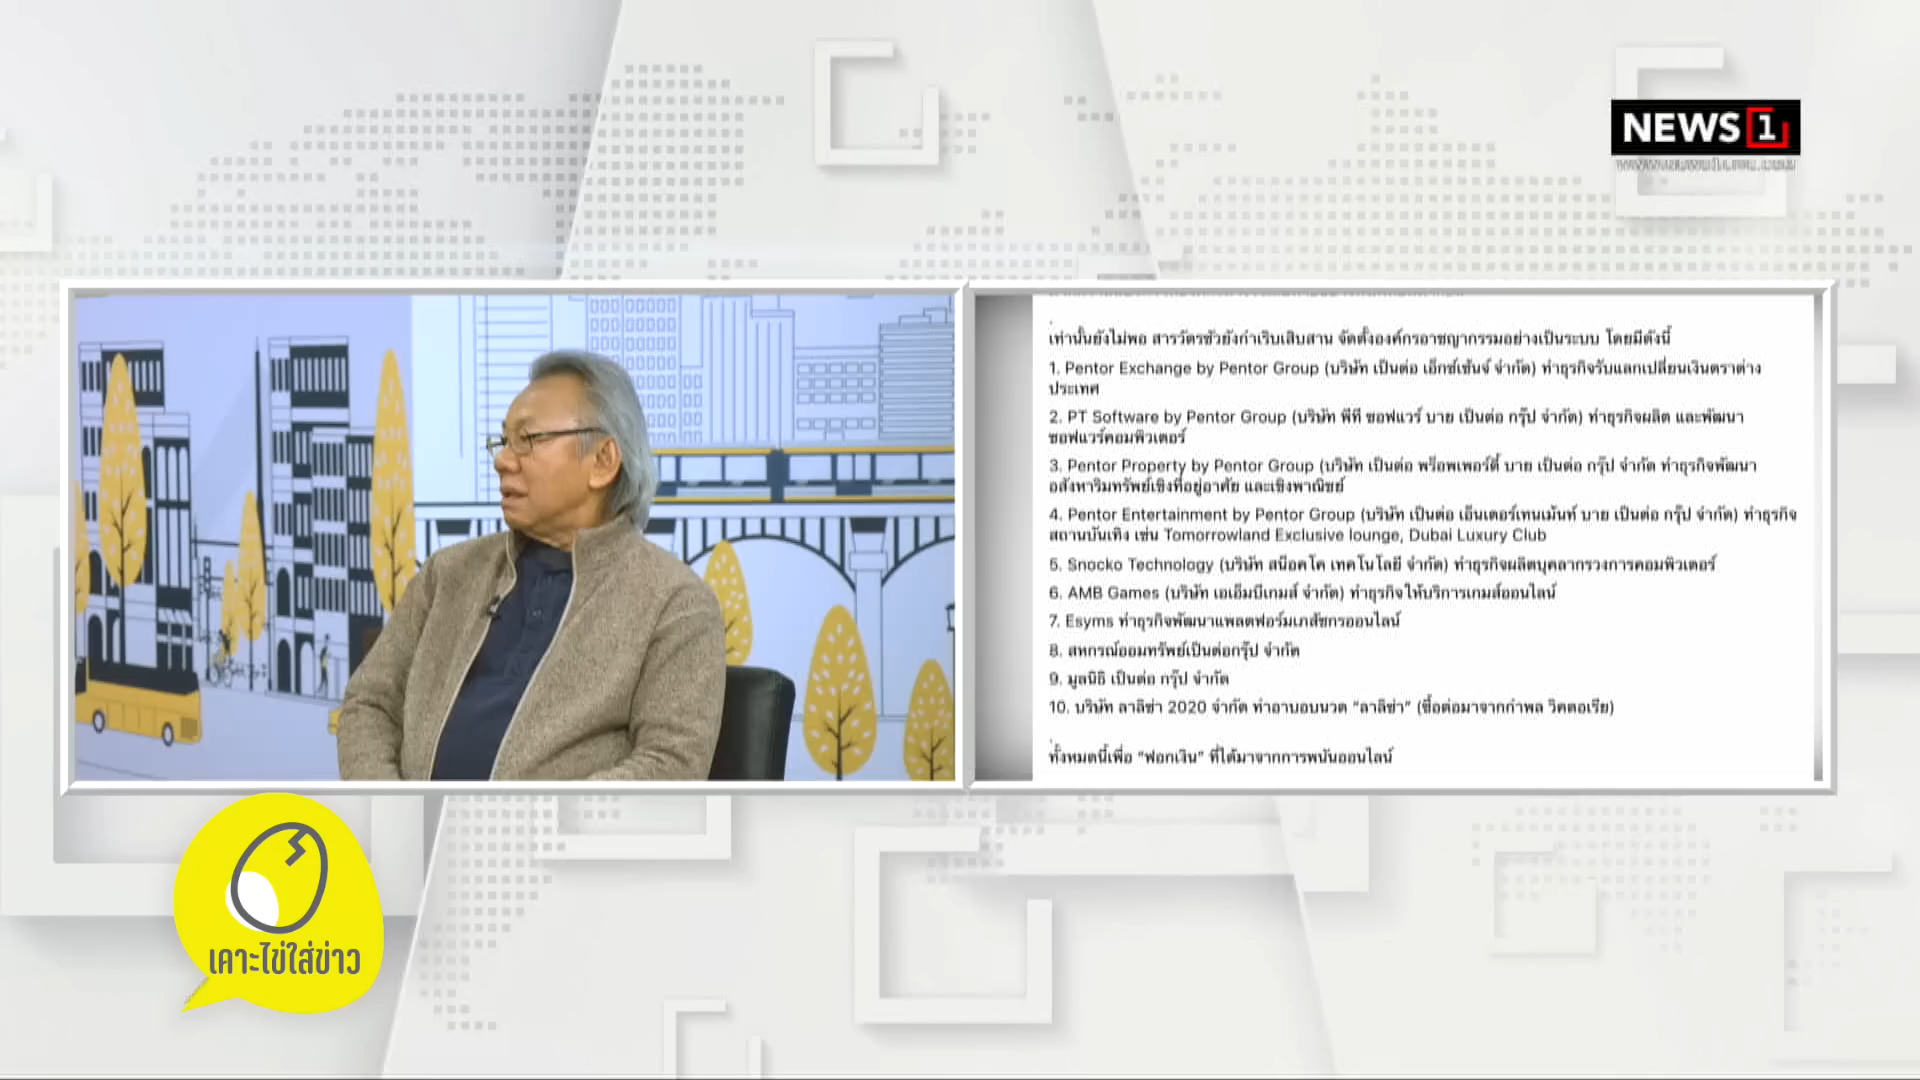 NEWS 1
เท่านั้นยังไม่พอ สารวัตรซัวยังกำเริบเสิบสาน จัดตั้งองค์กรอาชญากรรมอย่างเป็นระบบ โดยมีดังนี้
1. Pentor Exchange by Pentor Group (บริษัท เป็นต่อ เอ็กซ์เช้นจ์ จำกัด) ทำธุรกิจรับแลกเปลี่ยนเงินตราต่าง
ประเทศ
2. PT Software by Pentor Group (บริษัท พีที ซอฟแวร์ บาย เป็นต่อ กรุ๊ป จำกัด) ทำธุรกิจผลิต และพัฒนา
ซอฟแวร์คอมพิวเตอร์
3. Pentor Property by Pentor Group (บริษัท เป็นต่อ พร็อพเพอร์ตี้ บาย เป็นต่อ กรุ๊ป จำกัด ทำธุรกิจพัฒนา
อสังหาริมทรัพย์เชิงที่อยู่อาศัย และเชิงพาณิชย์
4. Pentor Entertainment by Pentor Group (บริษัท เป็นต่อ เอ็นเตอร์เทนเม้นท์ บาย เป็นต่อ กรุ๊ป จำกัด) ทำธุรกิจ
สถานบันเทิง เช่น Tomorrowland Exclusive lounge, Dubai Luxury Club
5. Snocko Technology (บริษัท สน็อคโค เทคโนโลยี จำกัด) ทำธุรกิจผลิตบุคลากรวงการคอมพิวเตอร์
6. AMB Games (บริษัท เอเอ็มบีเกมส์ จำกัด) ทำธุรกิจให้บริการเกมส์ออนไลน์
7. Esyms ทำธุรกิจพัฒนาแพลตฟอร์มเภสัชกรออนไลน์
8. สหกรณ์ออมทรัพย์เป็นต่อกรุ๊ป จำกัด
9. มูลนิธิ เป็นต่อ กรุ๊ป จำกัด
10. บริษัท ลาลิซ่า 2020 จำกัด ทำอาบอบนวด “ลาลิซ่า” (ซื้อต่อมาจากกำพล วิคตอเรีย)
ทั้งหมดนี้เพื่อ “ฟอกเงิน” ที่ได้มาจากการพนันออนไลน์
เคาะไข่ใส่ข่าว